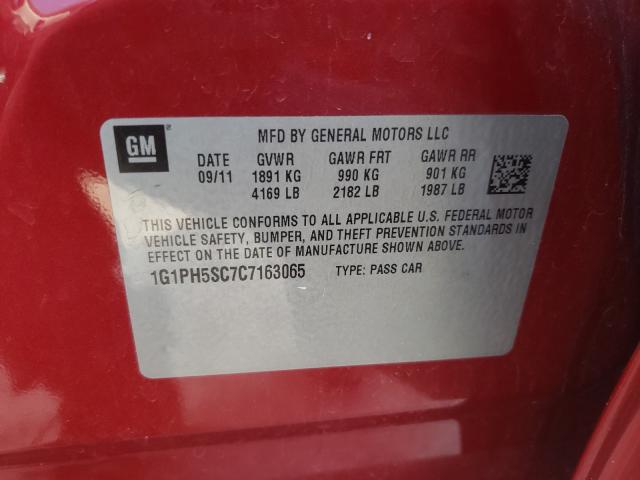 GM
MFD BY GENERAL MOTORS LLC
DATE GVWR GAWR FRT GAWR RR
09/11 1891 KG 990 KG 901 KG
4169 LB 2182 LB 1987 LB
THIS VEHICLE CONFORMS TO ALL APPLICABLE U.S. FEDERAL MOTOR
VEHICLE SAFETY, BUMPER, AND THEFT PREVENTION STANDARDS IN
EFFECT ON THE DATE OF MANUFACTURE SHOWN ABOVE.
1G1PH5SC7C7163065 TYPE: PASS CAR